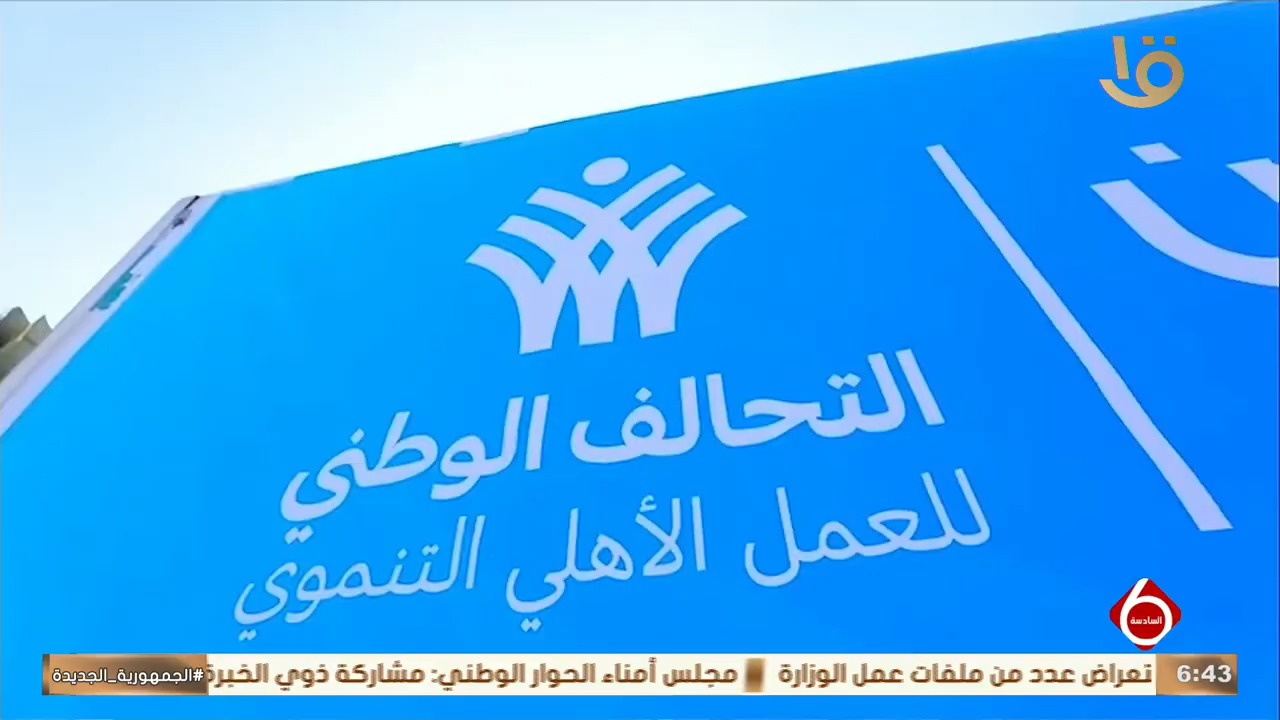 التحالف الوطني
للعمل الأهلي التنموي
6
السادسة
6:43
تعراض عدد من ملفات عمل الوزارة
مجلس أمناء الحوار الوطني: مشاركة ذوي الخبرة
#الجمهورية_الجديدة